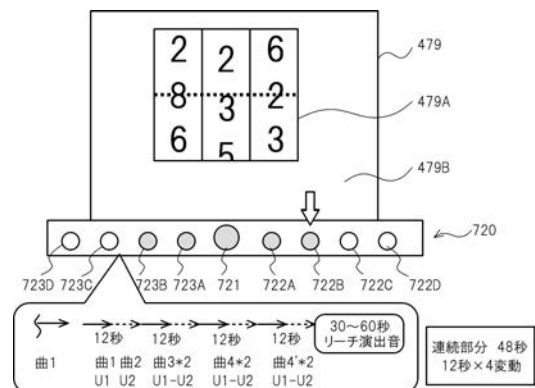 2 2 6
8 3 2
6 5 3
479
479A
479B
720
723D 723C 723B 723A 721 722A 722B 722C 722D
12秒 12秒 12秒 12秒
曲1 曲1 曲2 曲3*2 曲4*2 曲4'*2
U1 U2 U1-U2 U1-U2 U1-U2
30～60秒
リーチ演出音
連続部分 48秒
12秒×4変動